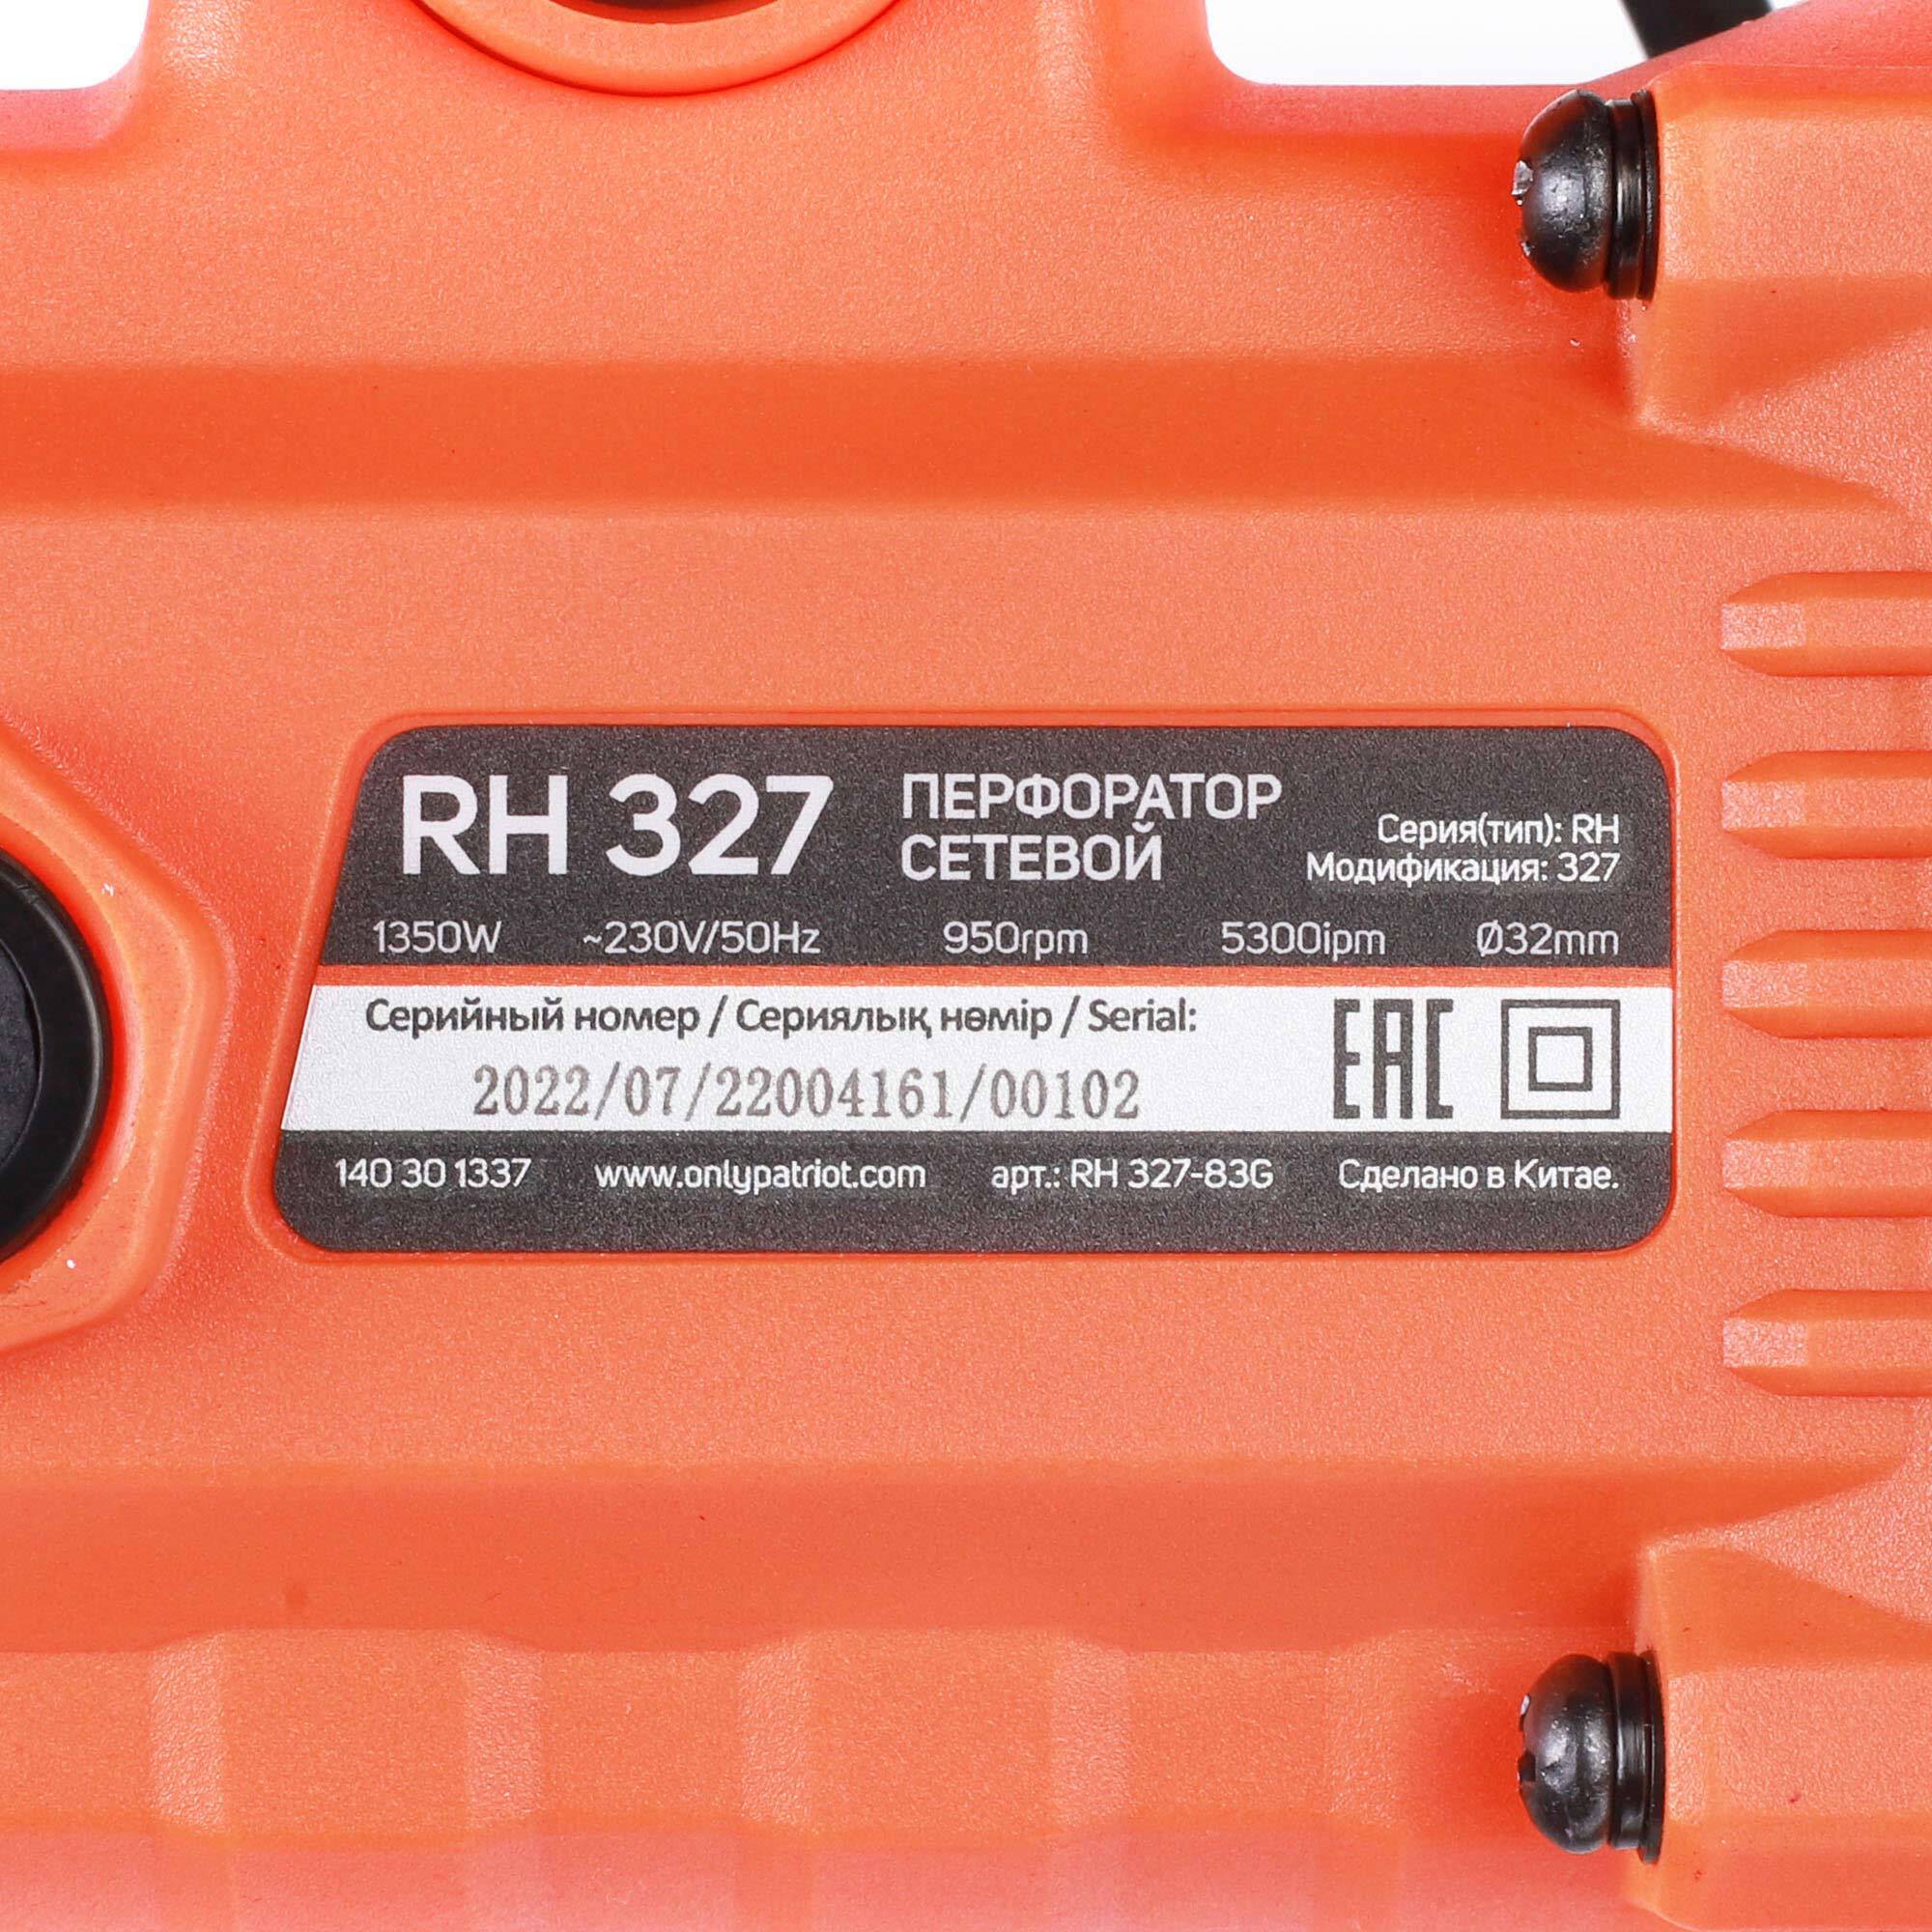 RH 327
ПЕРФОРАТОР
СЕТЕВОЙ
Серия(тип): RH
Модификация: 327
1350W ~230V/50Hz 950rpm 5300ipm Ø32mm
Серийный номер / Сериялық нөмір / Serial:
2022/07/22004161/00102
EAC
140 30 1337 www.onlypatriot.com арт.: RH 327-83G Сделано в Китае.